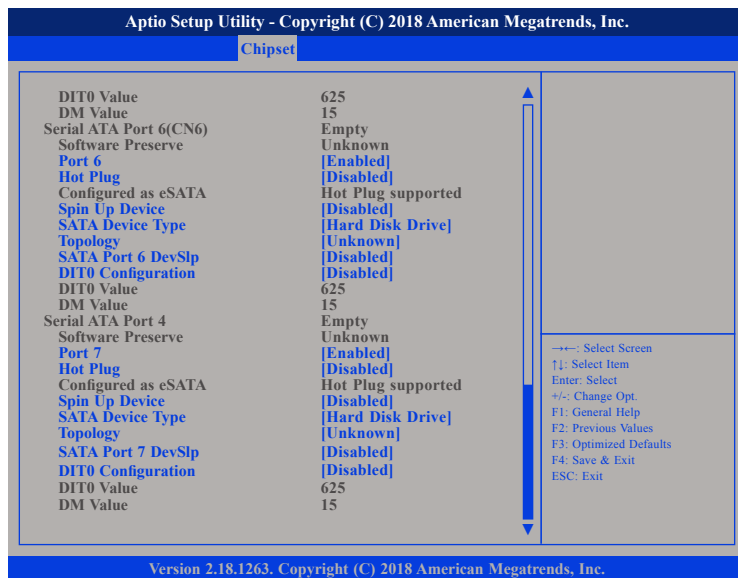 Aptio Setup Utility - Copyright (C) 2018 American Megatrends, Inc.
Chipset
DIT0 Value 625
DM Value 15
Serial ATA Port 6(CN6) Empty
Software Preserve Unknown
Port 6 [Enabled]
Hot Plug [Disabled]
Configured as eSATA Hot Plug supported
Spin Up Device [Disabled]
SATA Device Type [Hard Disk Drive]
Topology [Unknown]
SATA Port 6 DevSlp [Disabled]
DIT0 Configuration [Disabled]
DIT0 Value 625
DM Value 15
Serial ATA Port 4 Empty
Software Preserve Unknown
Port 7 [Enabled]
Hot Plug [Disabled]
Configured as eSATA Hot Plug supported
Spin Up Device [Disabled]
SATA Device Type [Hard Disk Drive]
Topology [Unknown]
SATA Port 7 DevSlp [Disabled]
DIT0 Configuration [Disabled]
DIT0 Value 625
DM Value 15
→←: Select Screen
↑↓: Select Item
Enter: Select
+/-: Change Opt.
F1: General Help
F2: Previous Values
F3: Optimized Defaults
F4: Save & Exit
ESC: Exit
Version 2.18.1263. Copyright (C) 2018 American Megatrends, Inc.